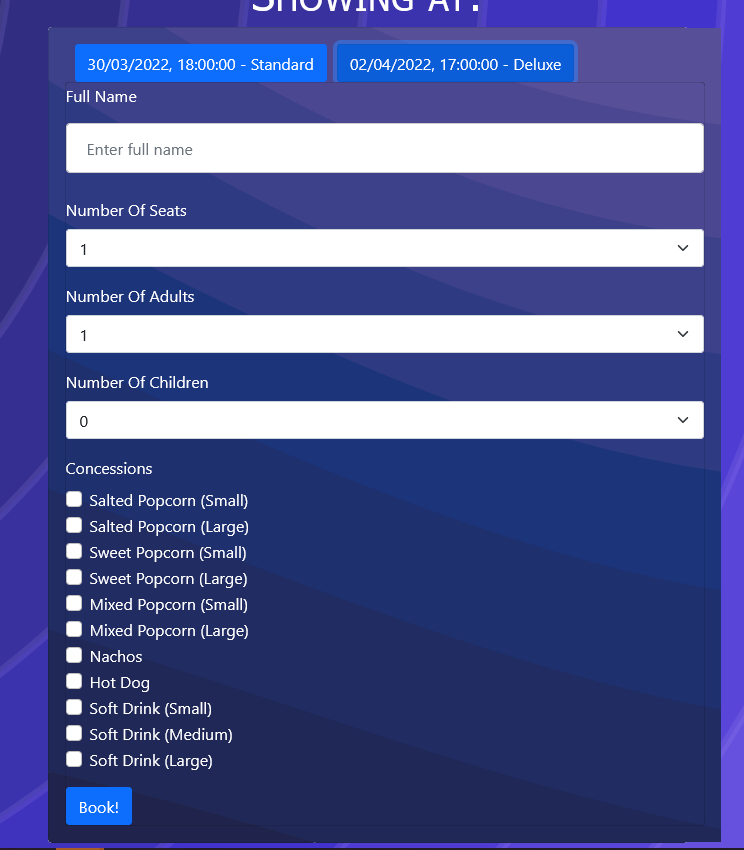 Showing at:
30/03/2022, 18:00:00 - Standard
02/04/2022, 17:00:00 - Deluxe
Full Name
Enter full name
Number Of Seats
1
Number Of Adults
1
Number Of Children
0
Concessions
Salted Popcorn (Small)
Salted Popcorn (Large)
Sweet Popcorn (Small)
Sweet Popcorn (Large)
Mixed Popcorn (Small)
Mixed Popcorn (Large)
Nachos
Hot Dog
Soft Drink (Small)
Soft Drink (Medium)
Soft Drink (Large)
Book!